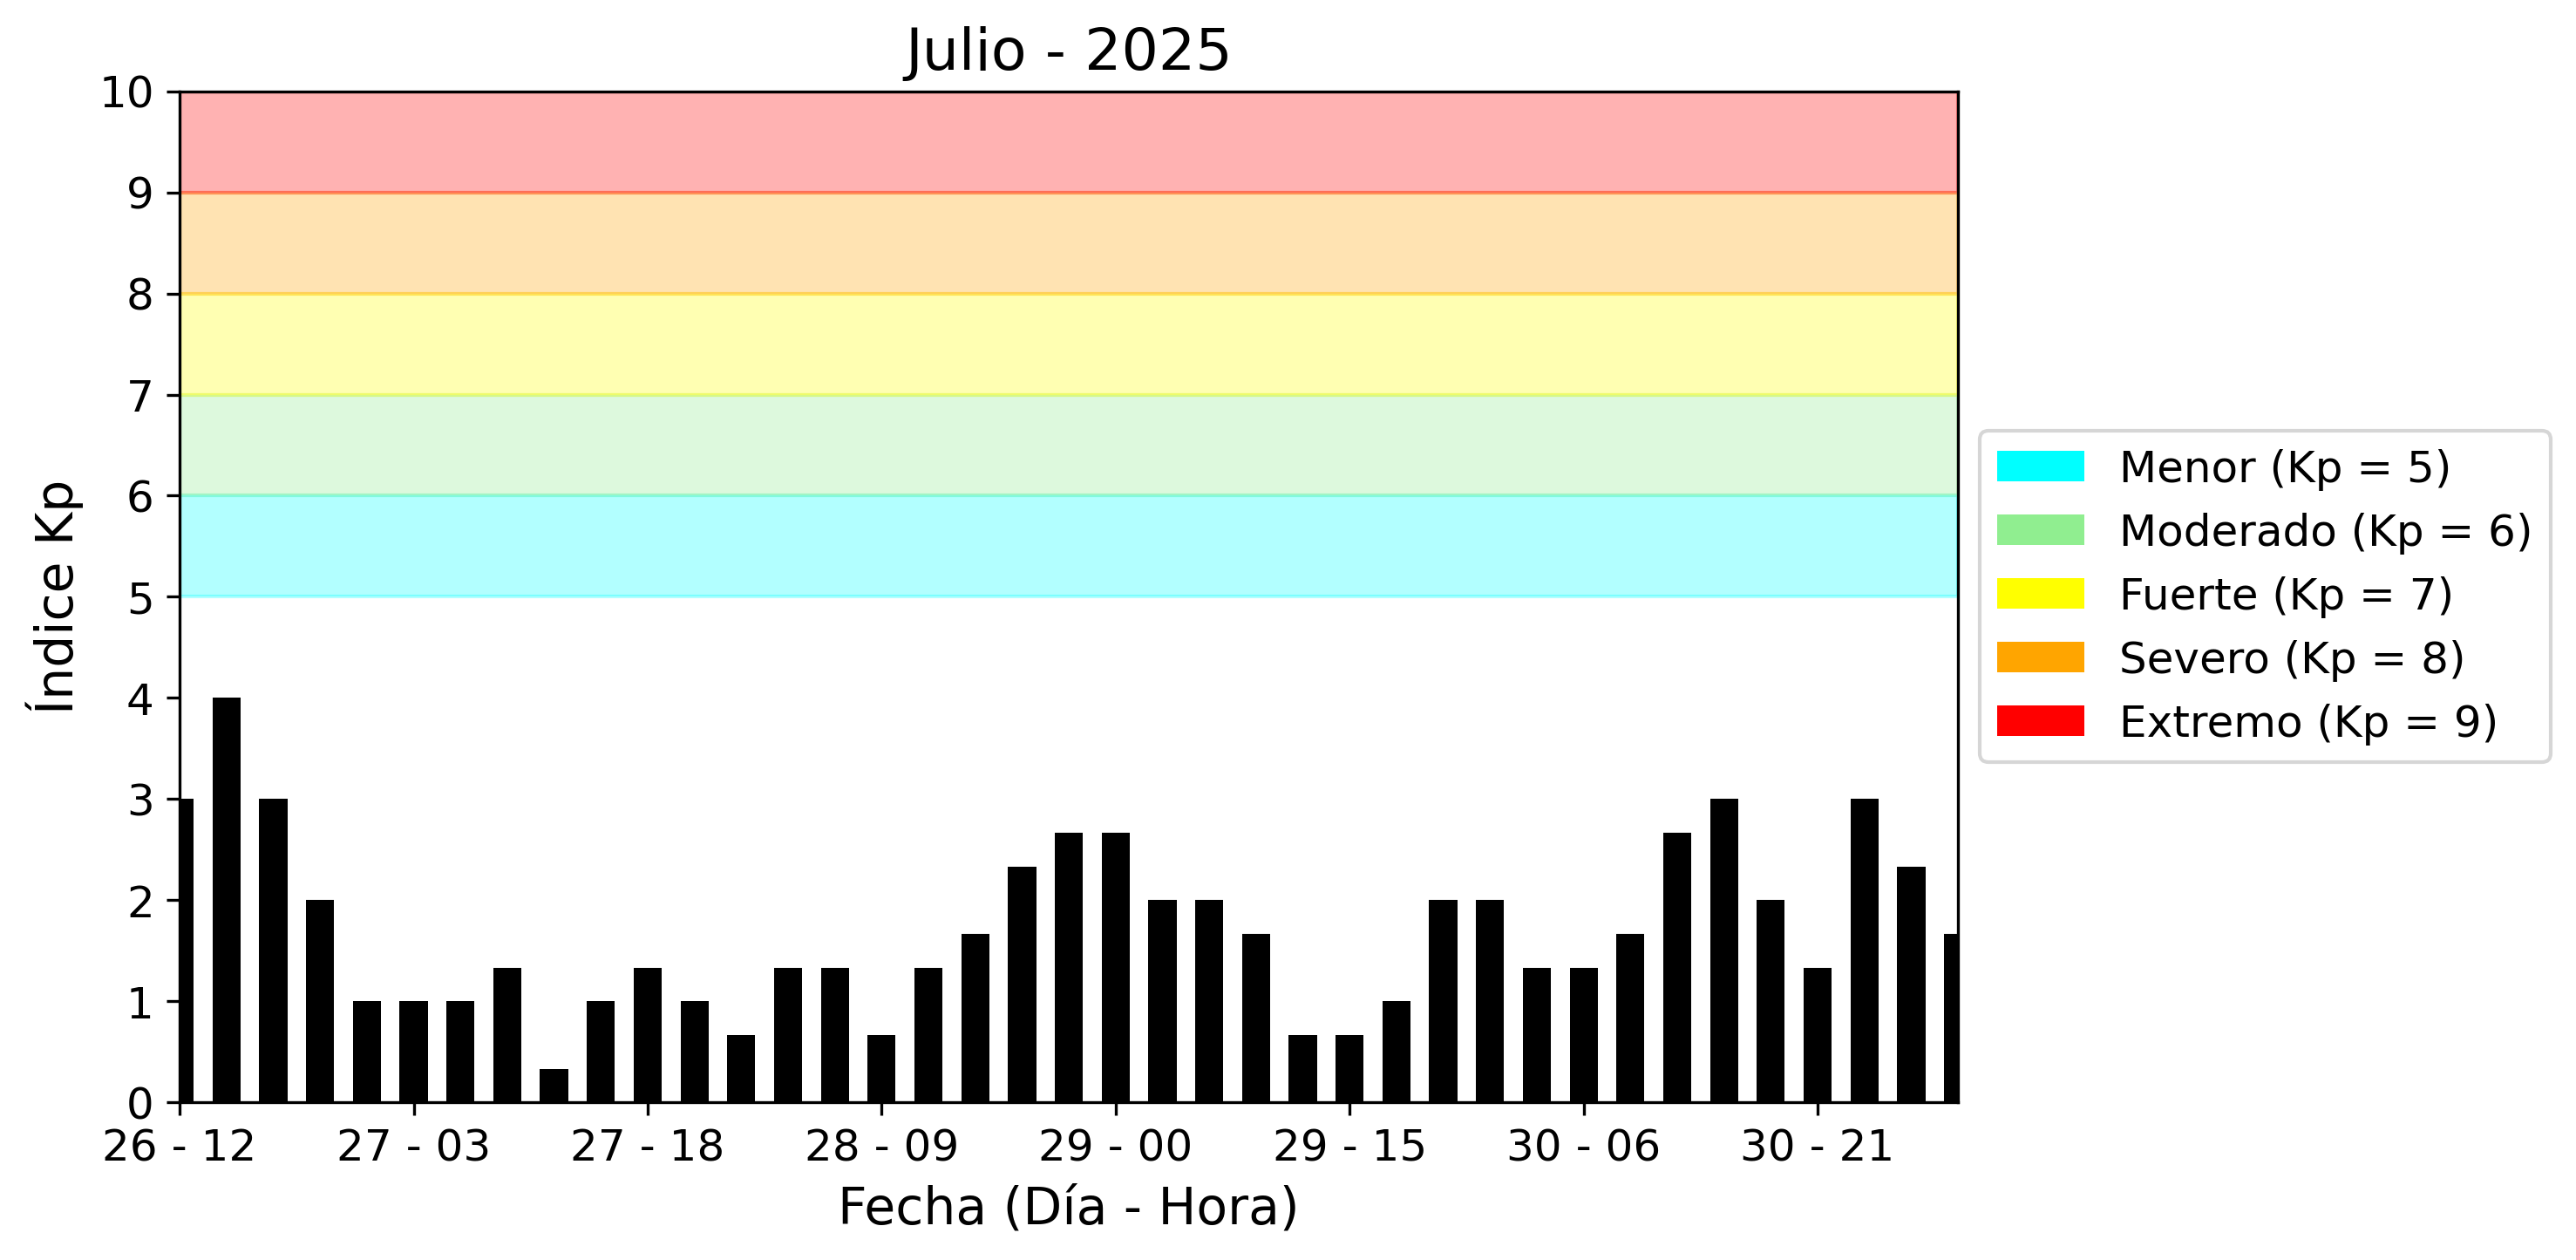 Julio - 2025
10
9
8
7
6
5
4
3
2
1
0
Índice Kp
26 - 12
27 - 03
27 - 18
28 - 09
29 - 00
29 - 15
30 - 06
30 - 21
Fecha (Día - Hora)
Menor (Kp = 5)
Moderado (Kp = 6)
Fuerte (Kp = 7)
Severo (Kp = 8)
Extremo (Kp = 9)